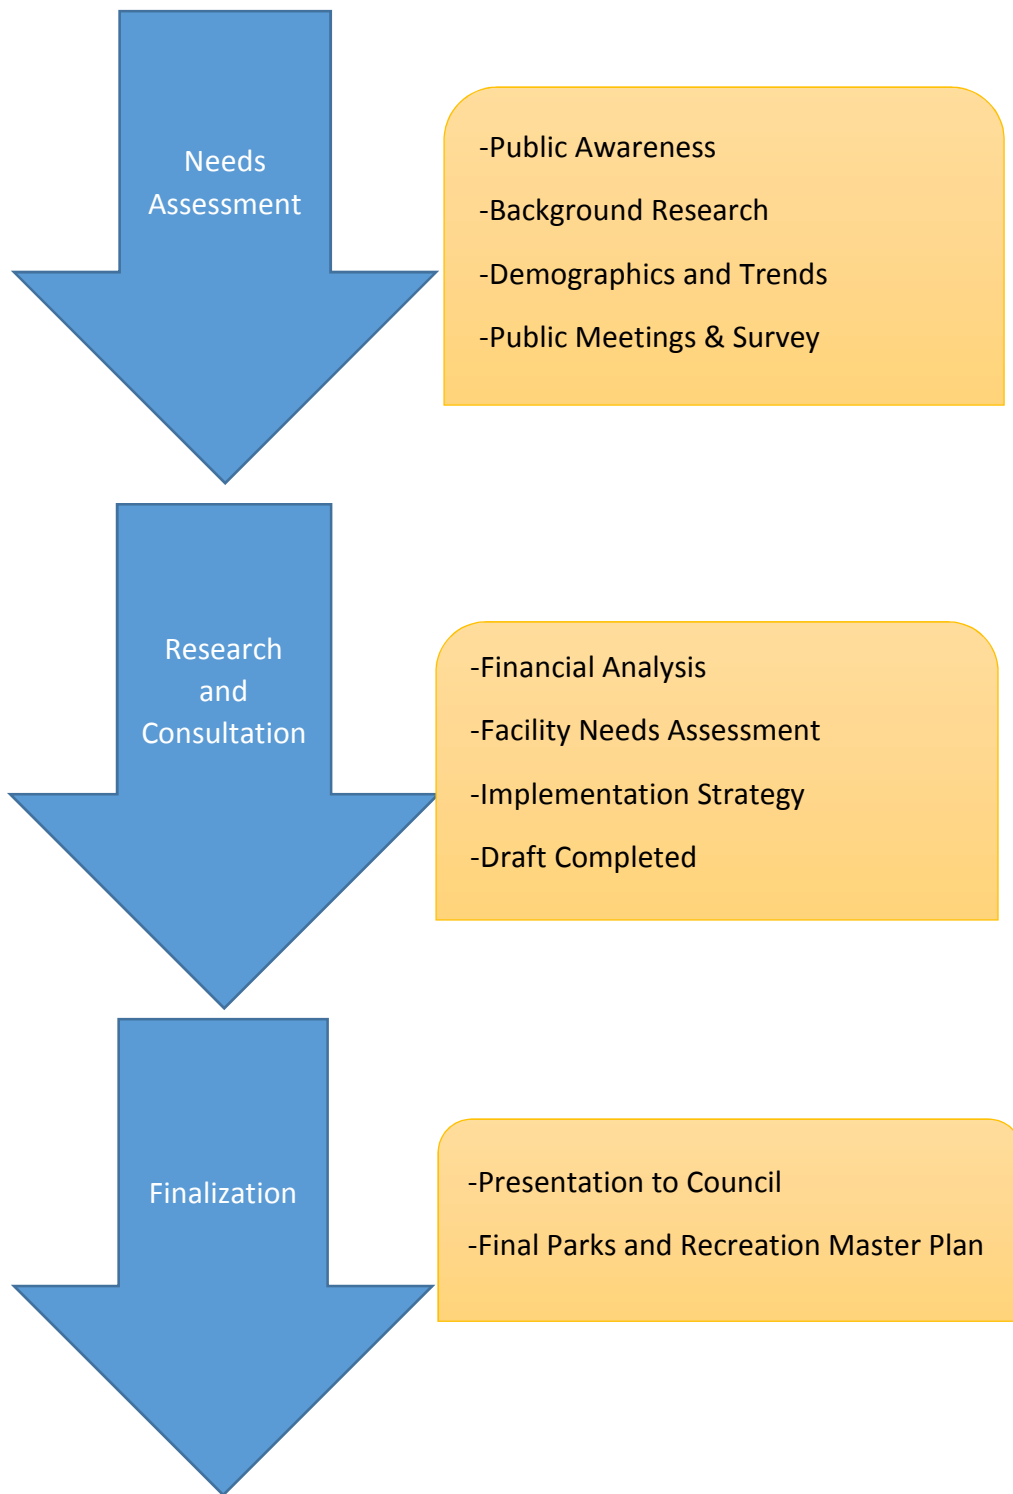 Needs
Assessment
-Public Awareness
-Background Research
-Demographics and Trends
-Public Meetings & Survey
Research
and
Consultation
-Financial Analysis
-Facility Needs Assessment
-Implementation Strategy
-Draft Completed
Finalization
-Presentation to Council
-Final Parks and Recreation Master Plan